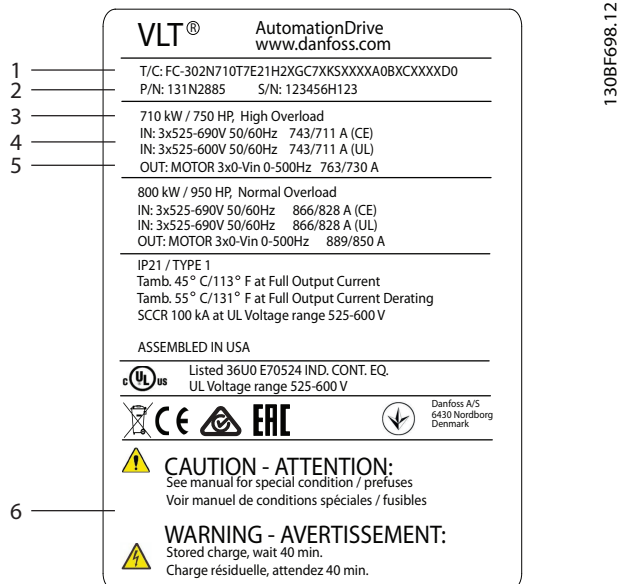 130BF698.12
VLT® AutomationDrive
www.danfoss.com
1 T/C: FC-302N710T7E21H2XGC7XKSXXXXA0BXCXXXXD0
2 P/N: 131N2885 S/N: 123456H123
3 710 kW / 750 HP, High Overload
IN: 3x525-690V 50/60Hz 743/711 A (CE)
4 IN: 3x525-600V 50/60Hz 743/711 A (UL)
5 OUT: MOTOR 3x0-Vin 0-500Hz 763/730 A
800 kW / 950 HP, Normal Overload
IN: 3x525-690V 50/60Hz 866/828 A (CE)
IN: 3x525-690V 50/60Hz 866/828 A (UL)
OUT: MOTOR 3x0-Vin 0-500Hz 889/850 A
IP21 / TYPE 1
Tamb. 45° C/113° F at Full Output Current
Tamb. 55° C/131° F at Full Output Current Derating
SCCR 100 kA at UL Voltage range 525-600 V
ASSEMBLED IN USA
c UL us Listed 36U0 E70524 IND. CONT. EQ.
UL Voltage range 525-600 V
CE EAC
Danfoss A/S
6430 Nordborg
Denmark
CAUTION - ATTENTION:
See manual for special condition / prefuses
Voir manuel de conditions spéciales / fusibles
6
WARNING - AVERTISSEMENT:
Stored charge, wait 40 min.
Charge résiduelle, attendez 40 min.